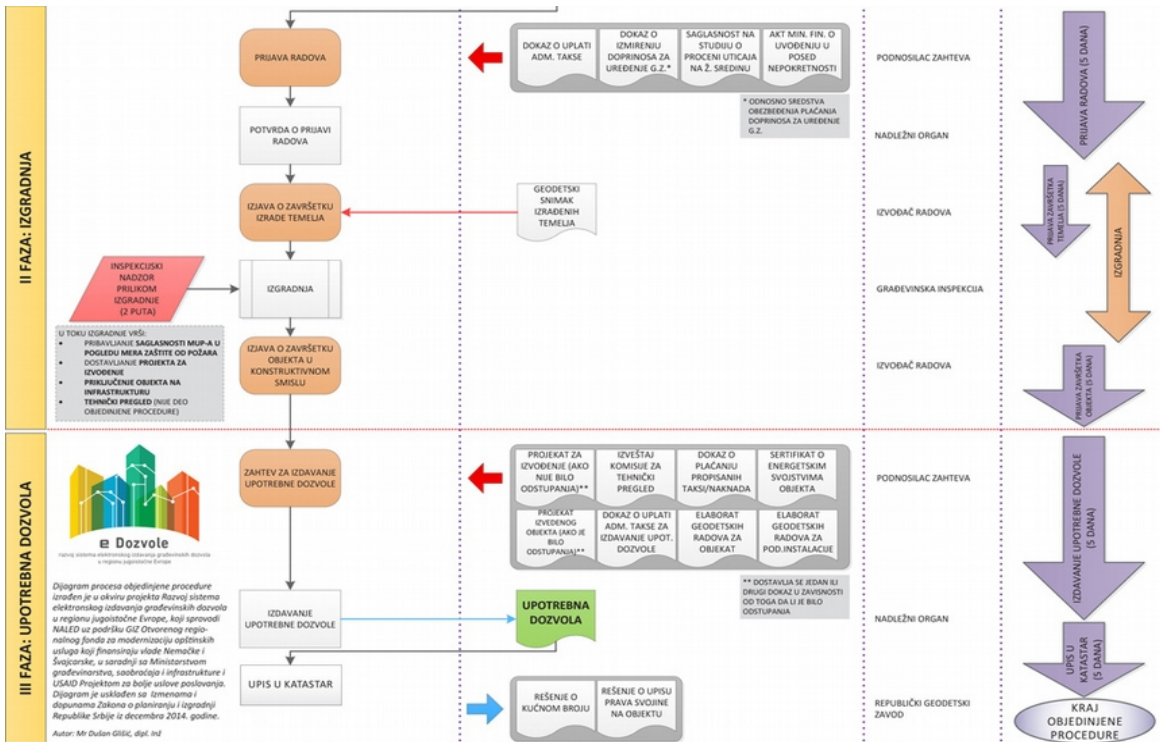 II FAZA: IZGRADNJA
PRIJAVA RADOVA
DOKAZ O UPLATI
ADM. TAKSE
DOKAZ O
IZMIRENJU
DOPRINOSA ZA
UREĐENJE G.Z.*
SAGLASNOST NA
STUDIJU O
PROCENI UTICAJA
NA Ž. SREDINU
AKT MIN. FIN. O
UVOĐENJU U
POSED
NEPOKRETNOSTI
PODNOSILAC ZAHTEVA
PRIJAVA RADOVA (5 DANA)
* ODNOSNO SREDSTVA
OBEZBEĐENJA PLAĆANJA
DOPRINOSA ZA UREĐENJE
G.Z.
POTVRDA O PRIJAVI
RADOVA
NADLEŽNI ORGAN
IZJAVA O ZAVRŠETKU
IZRADE TEMELJA
GEODETSKI
SNIMAK
IZRAĐENIH
TEMELJA
IZVOĐAČ RADOVA
PRIJAVA ZAVRŠETKA
TEMELJA (5 DANA)
IZGRADNJA
INSPEKCIJSKI
NADZOR
PRILIKOM
IZGRADNJE
(2 PUTA)
IZGRADNJA
GRAĐEVINSKA INSPEKCIJA
U TOKU IZGRADNJE VRŠI:
• PRIBAVLJANJE SAGLASNOSTI MUP-A U
POGLEDU MERA ZAŠTITE OD POŽARA
• DOSTAVLJANJE PROJEKTA ZA
IZVOĐENJE
• PRIKLJUČENJE OBJEKTA NA
INFRASTRUKTURU
• TEHNIČKI PREGLED (NIJE DEO
OBJEDINJENE PROCEDURE)
IZJAVA O ZAVRŠETKU
OBJEKTA U
KONSTRUKTIVNOM
SMISLU
IZVOĐAČ RADOVA
PRIJAVA ZAVRŠETKA
OBJEKTA (5 DANA)
III FAZA: UPOTREBNA DOZVOLA
e Dozvole
razvoj sistema elektronskog izdavanja građevinskih dozvola
u regionu jugoistočne Evrope
ZAHTEV ZA IZDAVANJE
UPOTREBNE DOZVOLE
PROJEKAT ZA
IZVOĐENJE (AKO
NIJE BILO
ODSTUPANJA)**
IZVEŠTAJ
KOMISIJE ZA
TEHNIČKI
PREGLED
DOKAZ O
PLAĆANJU
PROPISANIH
TAKSI/NAKNADA
SERTIFIKAT O
ENERGETSKIM
SVOJSTVIMA
OBJEKTA
PODNOSILAC ZAHTEVA
PROJEKAT
IZVEDENOG
OBJEKTA (AKO JE
BILO
ODSTUPANJA)**
DOKAZ O UPLATI
ADM. TAKSE ZA
IZDAVANJE UPOT.
DOZVOLE
ELABORAT
GEODETSKIH
RADOVA ZA
OBJEKAT
ELABORAT
GEODETSKIH
RADOVA ZA
POD.INSTALACIJE
IZDAVANJE UPOTREBNE DOZVOLE
(5 DANA)
** DOSTAVLJA SE JEDAN ILI
DRUGI DOKAZ U ZAVISNOSTI
OD TOGA DA LI JE BILO
ODSTUPANJA
Dijagram procesa objedinjene procedure
izrađen je u okviru projekta Razvoj sistema
elektronskog izdavanja građevinskih dozvola
u regionu jugoistočne Evrope, koji sprovodi
NALED uz podršku GIZ Otvorenog regio-
nalnog fonda za modernizaciju opštinskih
usluga koji finansiraju vlade Nemačke i
Švajcarske, u saradnji sa Ministarstvom
građevinarstva, saobraćaja i infrastrukture i
USAID Projektom za bolje uslove poslovanja.
Dijagram je usklađen sa Izmenama i
dopunama Zakona o planiranju i izgradnji
Republike Srbije iz decembra 2014. godine.
Autor: Mr Dušan Glišić, dipl. Inž
IZDAVANJE
UPOTREBNE DOZVOLE
UPOTREBNA
DOZVOLA
NADLEŽNI ORGAN
UPIS U KATASTAR
UPIS U
KATASTAR
(5 DANA)
REŠENJE O
KUĆNOM BROJU
REŠENJE O UPISU
PRAVA SVOJINE
NA OBJEKTU
REPUBLIČKI GEODETSKI
ZAVOD
KRAJ
OBJEDINJENE
PROCEDURE